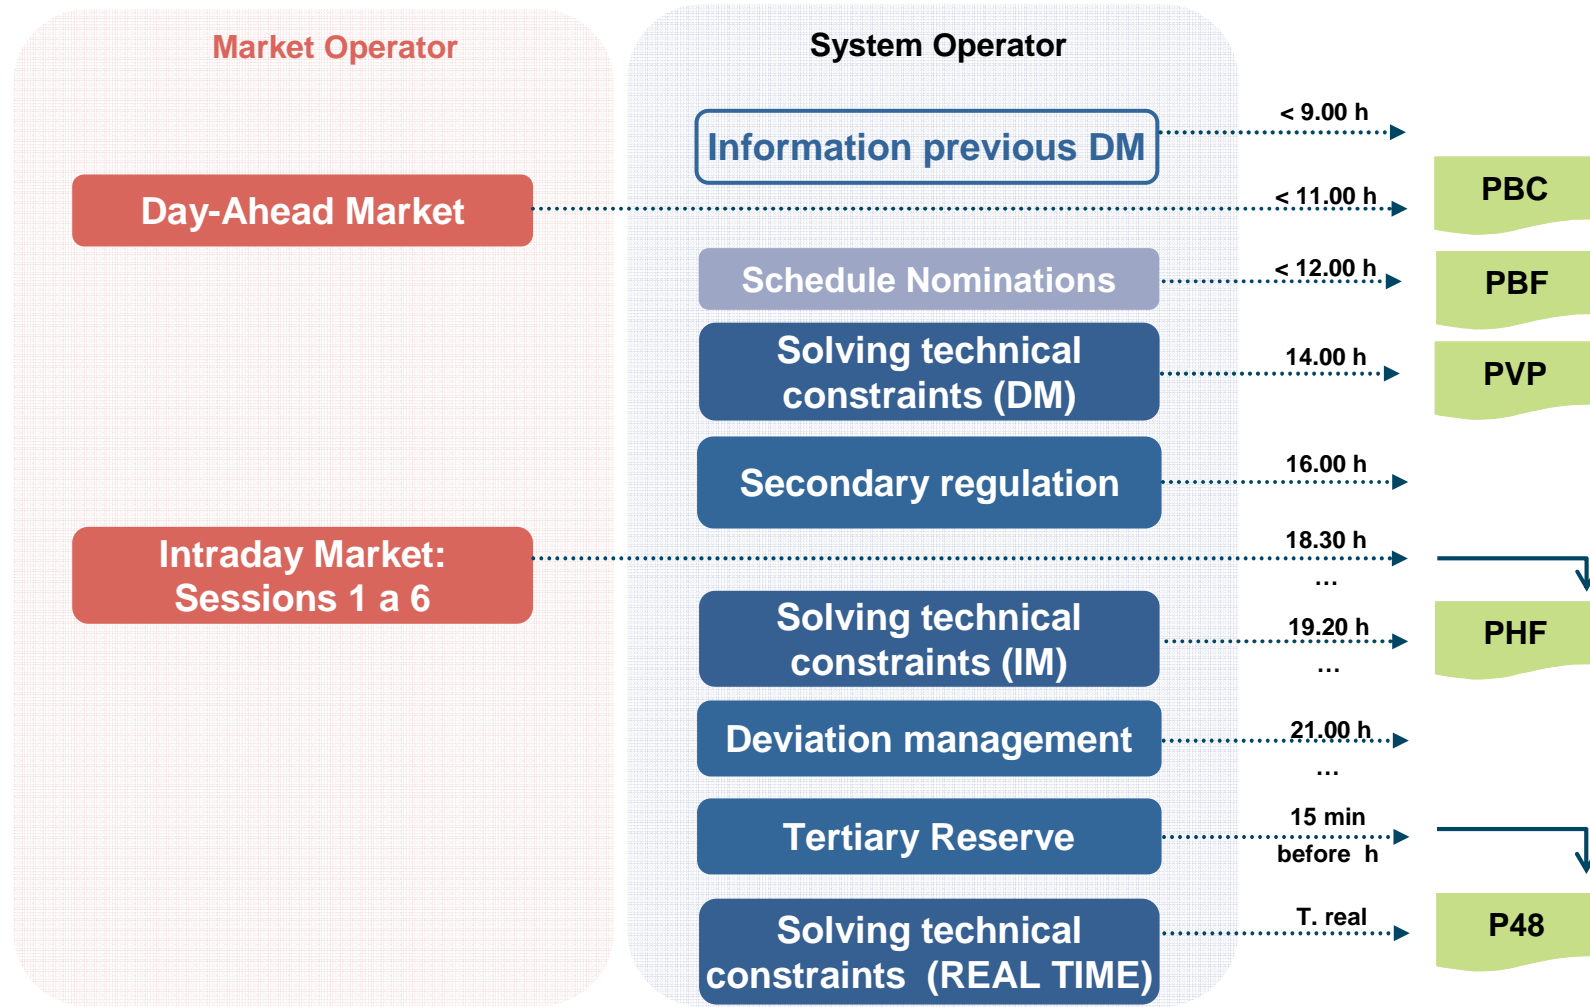 Market Operator
System Operator
Information previous DM
< 9.00 h
Day-Ahead Market
< 11.00 h
PBC
Schedule Nominations
< 12.00 h
PBF
Solving technical
constraints (DM)
14.00 h
PVP
Secondary regulation
16.00 h
Intraday Market:
Sessions 1 a 6
18.30 h
...
Solving technical
constraints (IM)
19.20 h
...
PHF
Deviation management
21.00 h
...
Tertiary Reserve
15 min
before h
Solving technical
constraints (REAL TIME)
T. real
P48